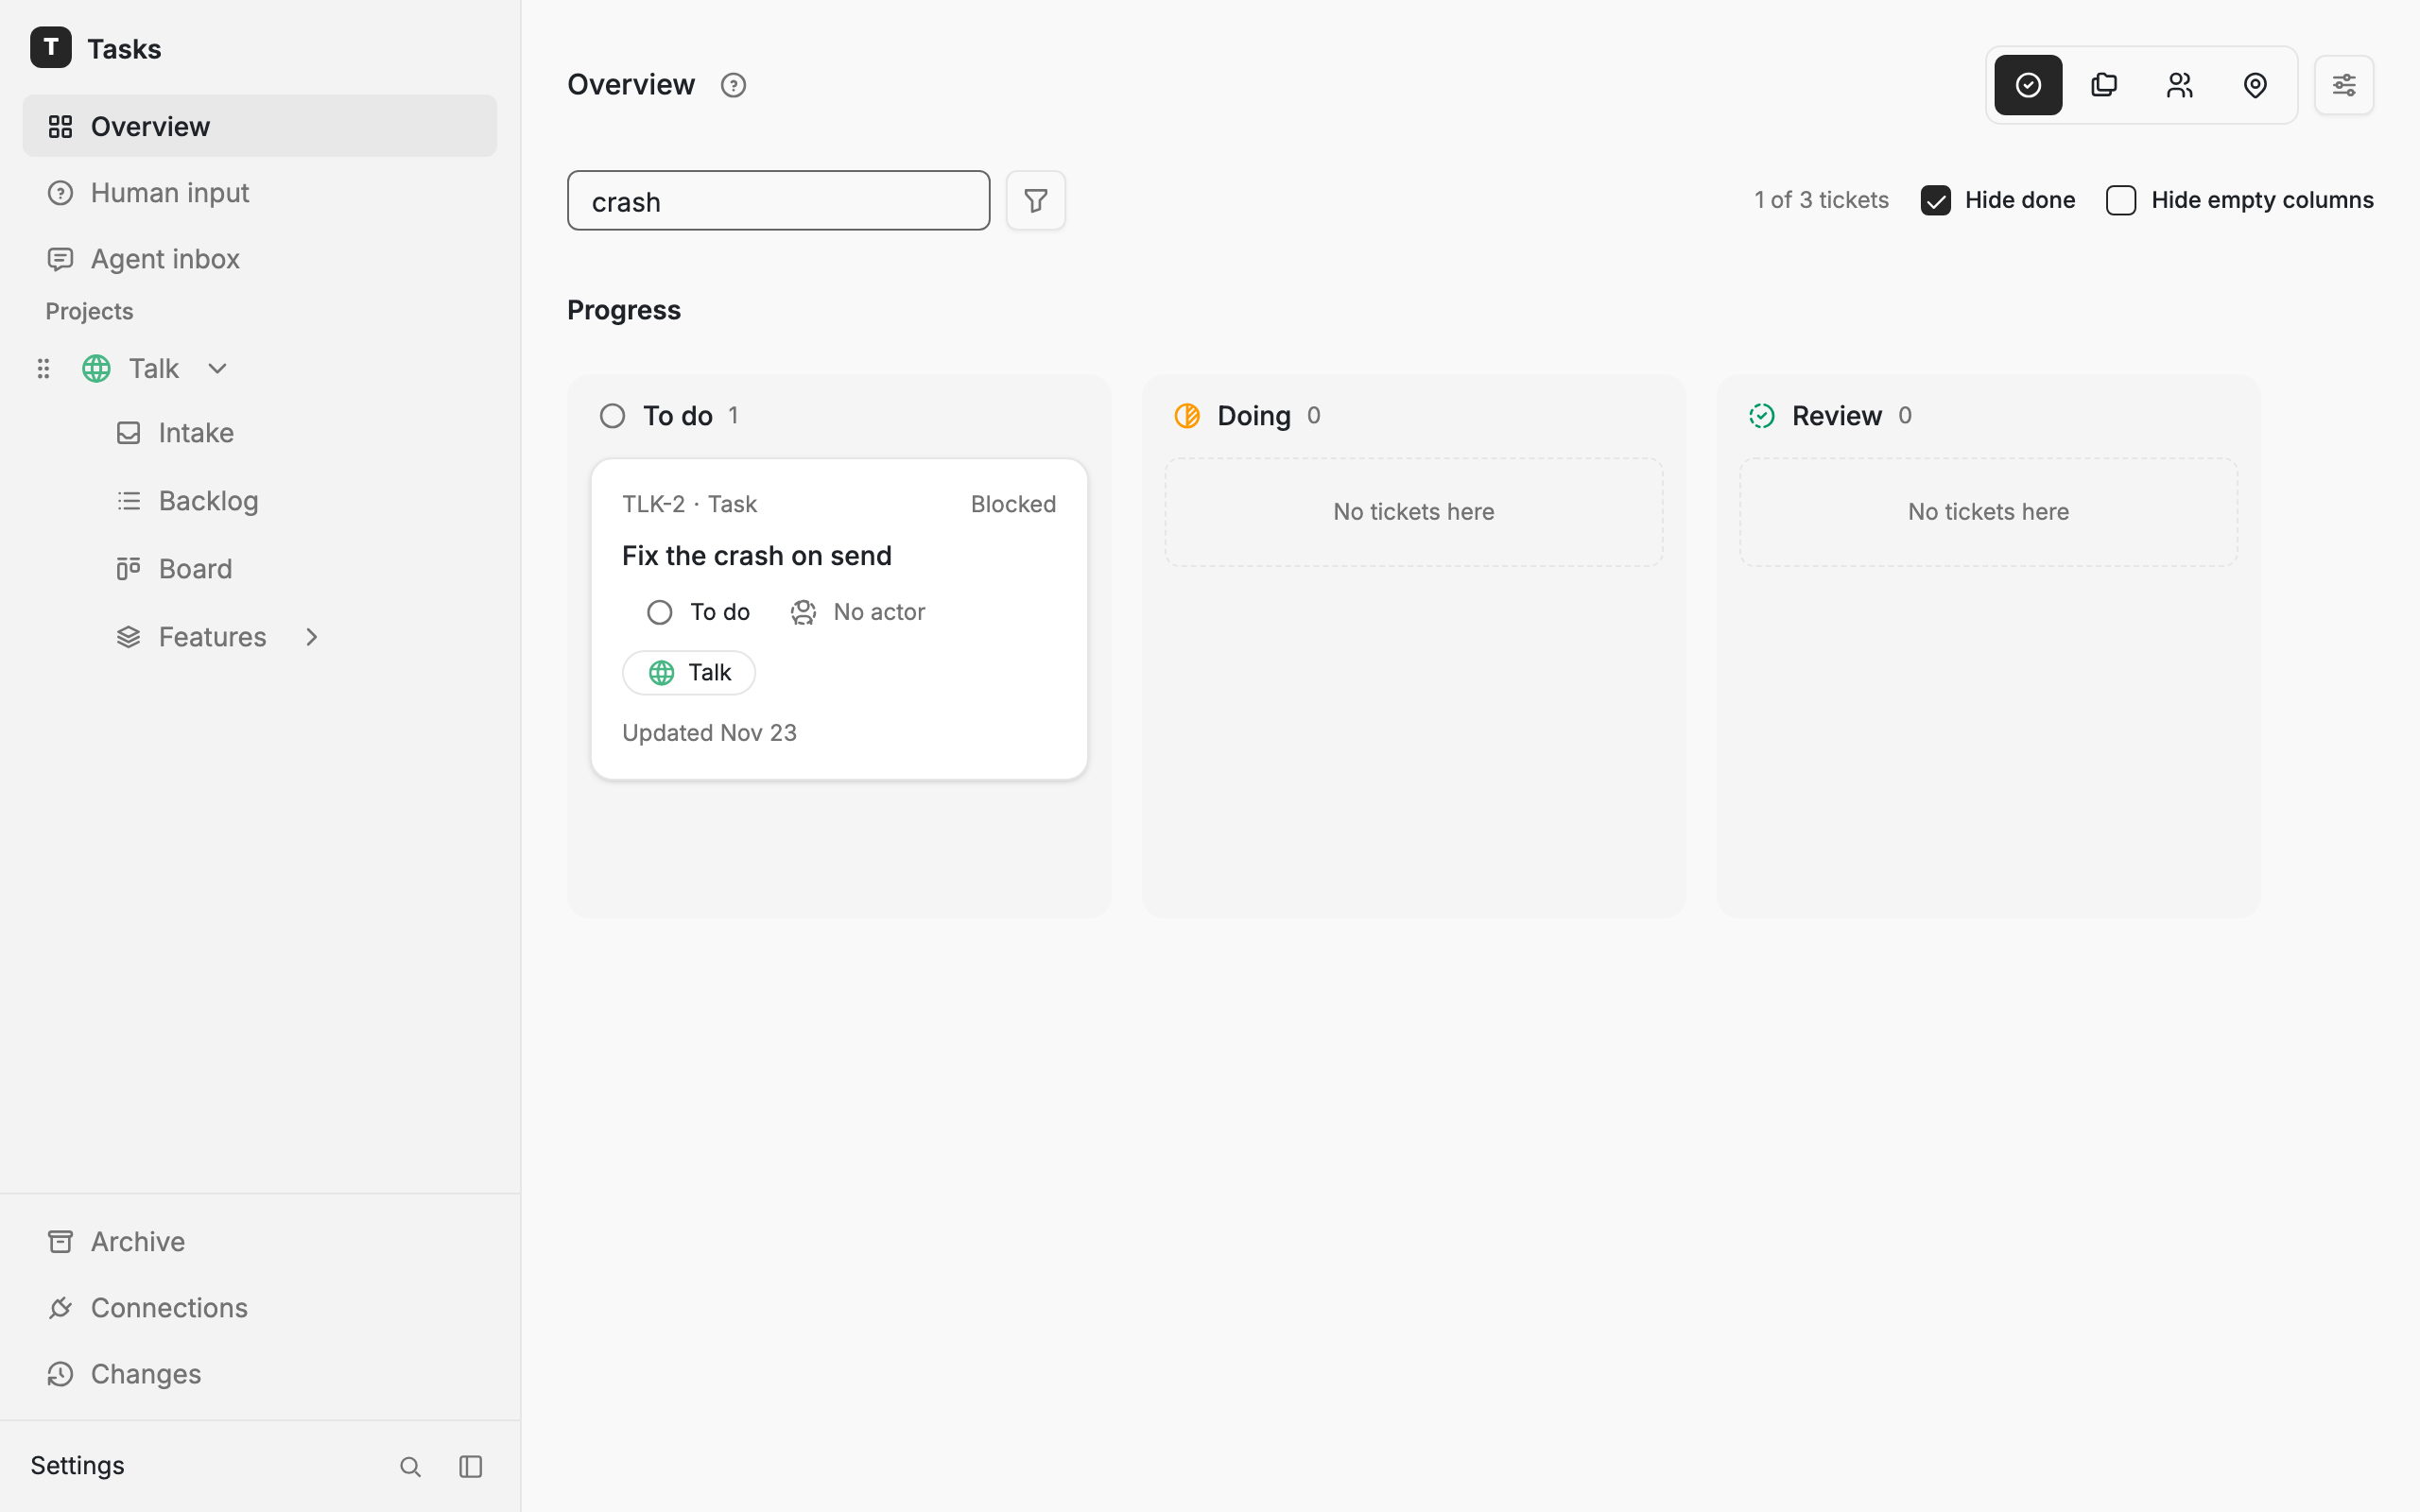 T Tasks
Overview
Human input
Agent inbox
Projects
Talk
Intake
Backlog
Board
Features
Archive
Connections
Changes
Settings
Overview ?
crash
1 of 3 tickets Hide done Hide empty columns
Progress
To do 1
TLK-2 · Task Blocked
Fix the crash on send
To do No actor
Talk
Updated Nov 23
Doing 0
No tickets here
Review 0
No tickets here